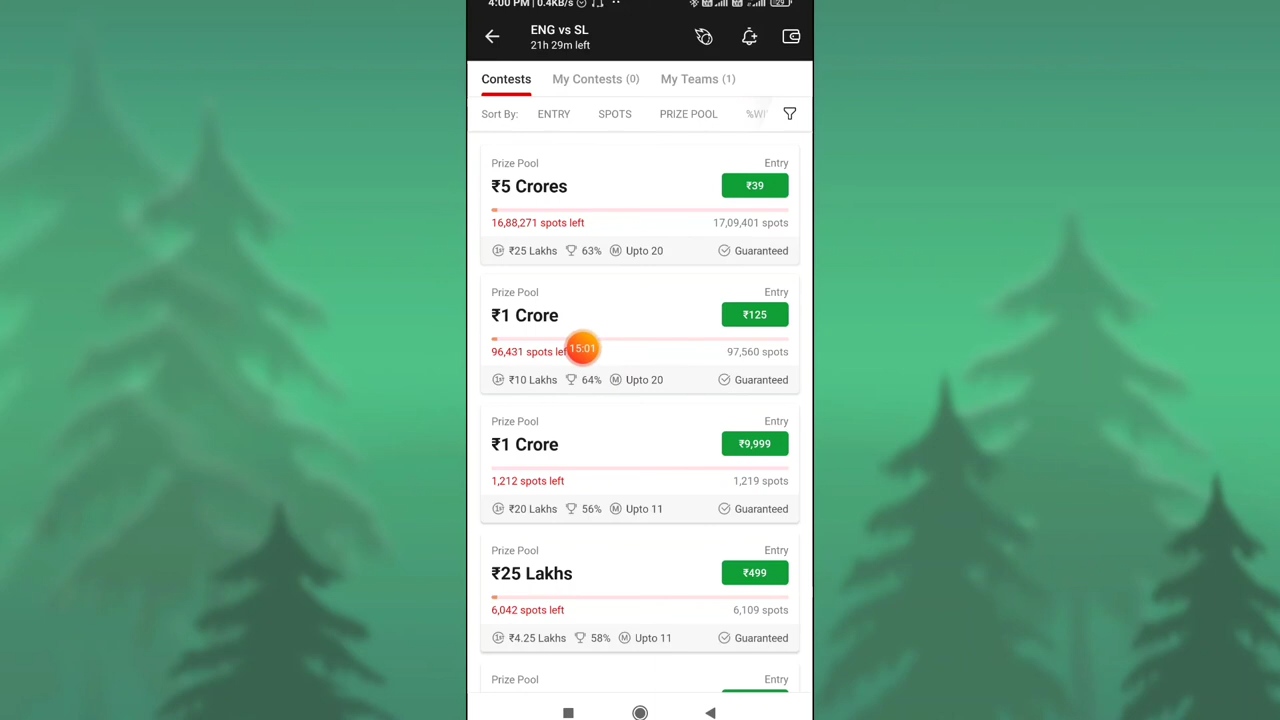 4:00 PM | 0.4KB/s
ENG vs SL
21h 29m left
Contests My Contests (0) My Teams (1)
Sort By: ENTRY SPOTS PRIZE POOL
Prize Pool Entry
₹5 Crores ₹39
16,88,271 spots left 17,09,401 spots
₹25 Lakhs 63% M Upto 20 Guaranteed
Prize Pool Entry
₹1 Crore ₹125
96,431 spots 15:01 97,560 spots
₹10 Lakhs 64% M Upto 20 Guaranteed
Prize Pool Entry
₹1 Crore ₹9,999
1,212 spots left 1,219 spots
₹20 Lakhs 56% M Upto 11 Guaranteed
Prize Pool Entry
₹25 Lakhs ₹499
6,042 spots left 6,109 spots
₹4.25 Lakhs 58% M Upto 11 Guaranteed
Prize Pool Entry